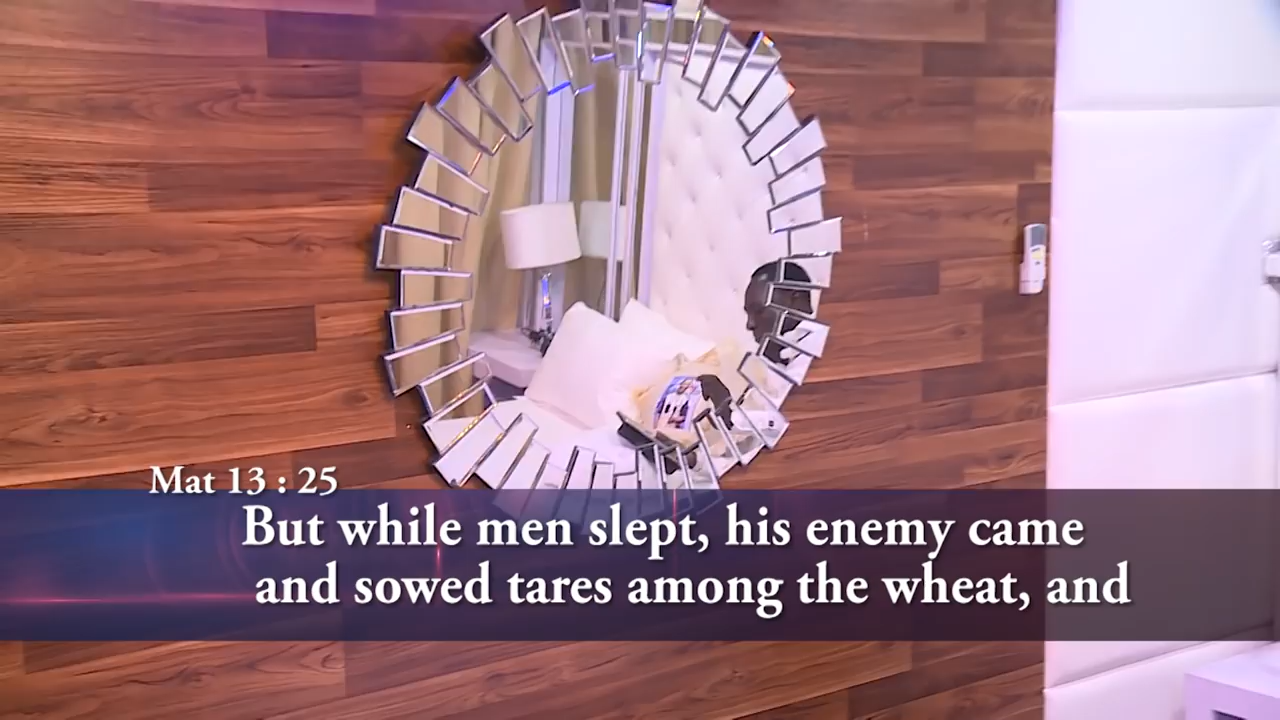 Mat 13 : 25
But while men slept, his enemy came
and sowed tares among the wheat, and